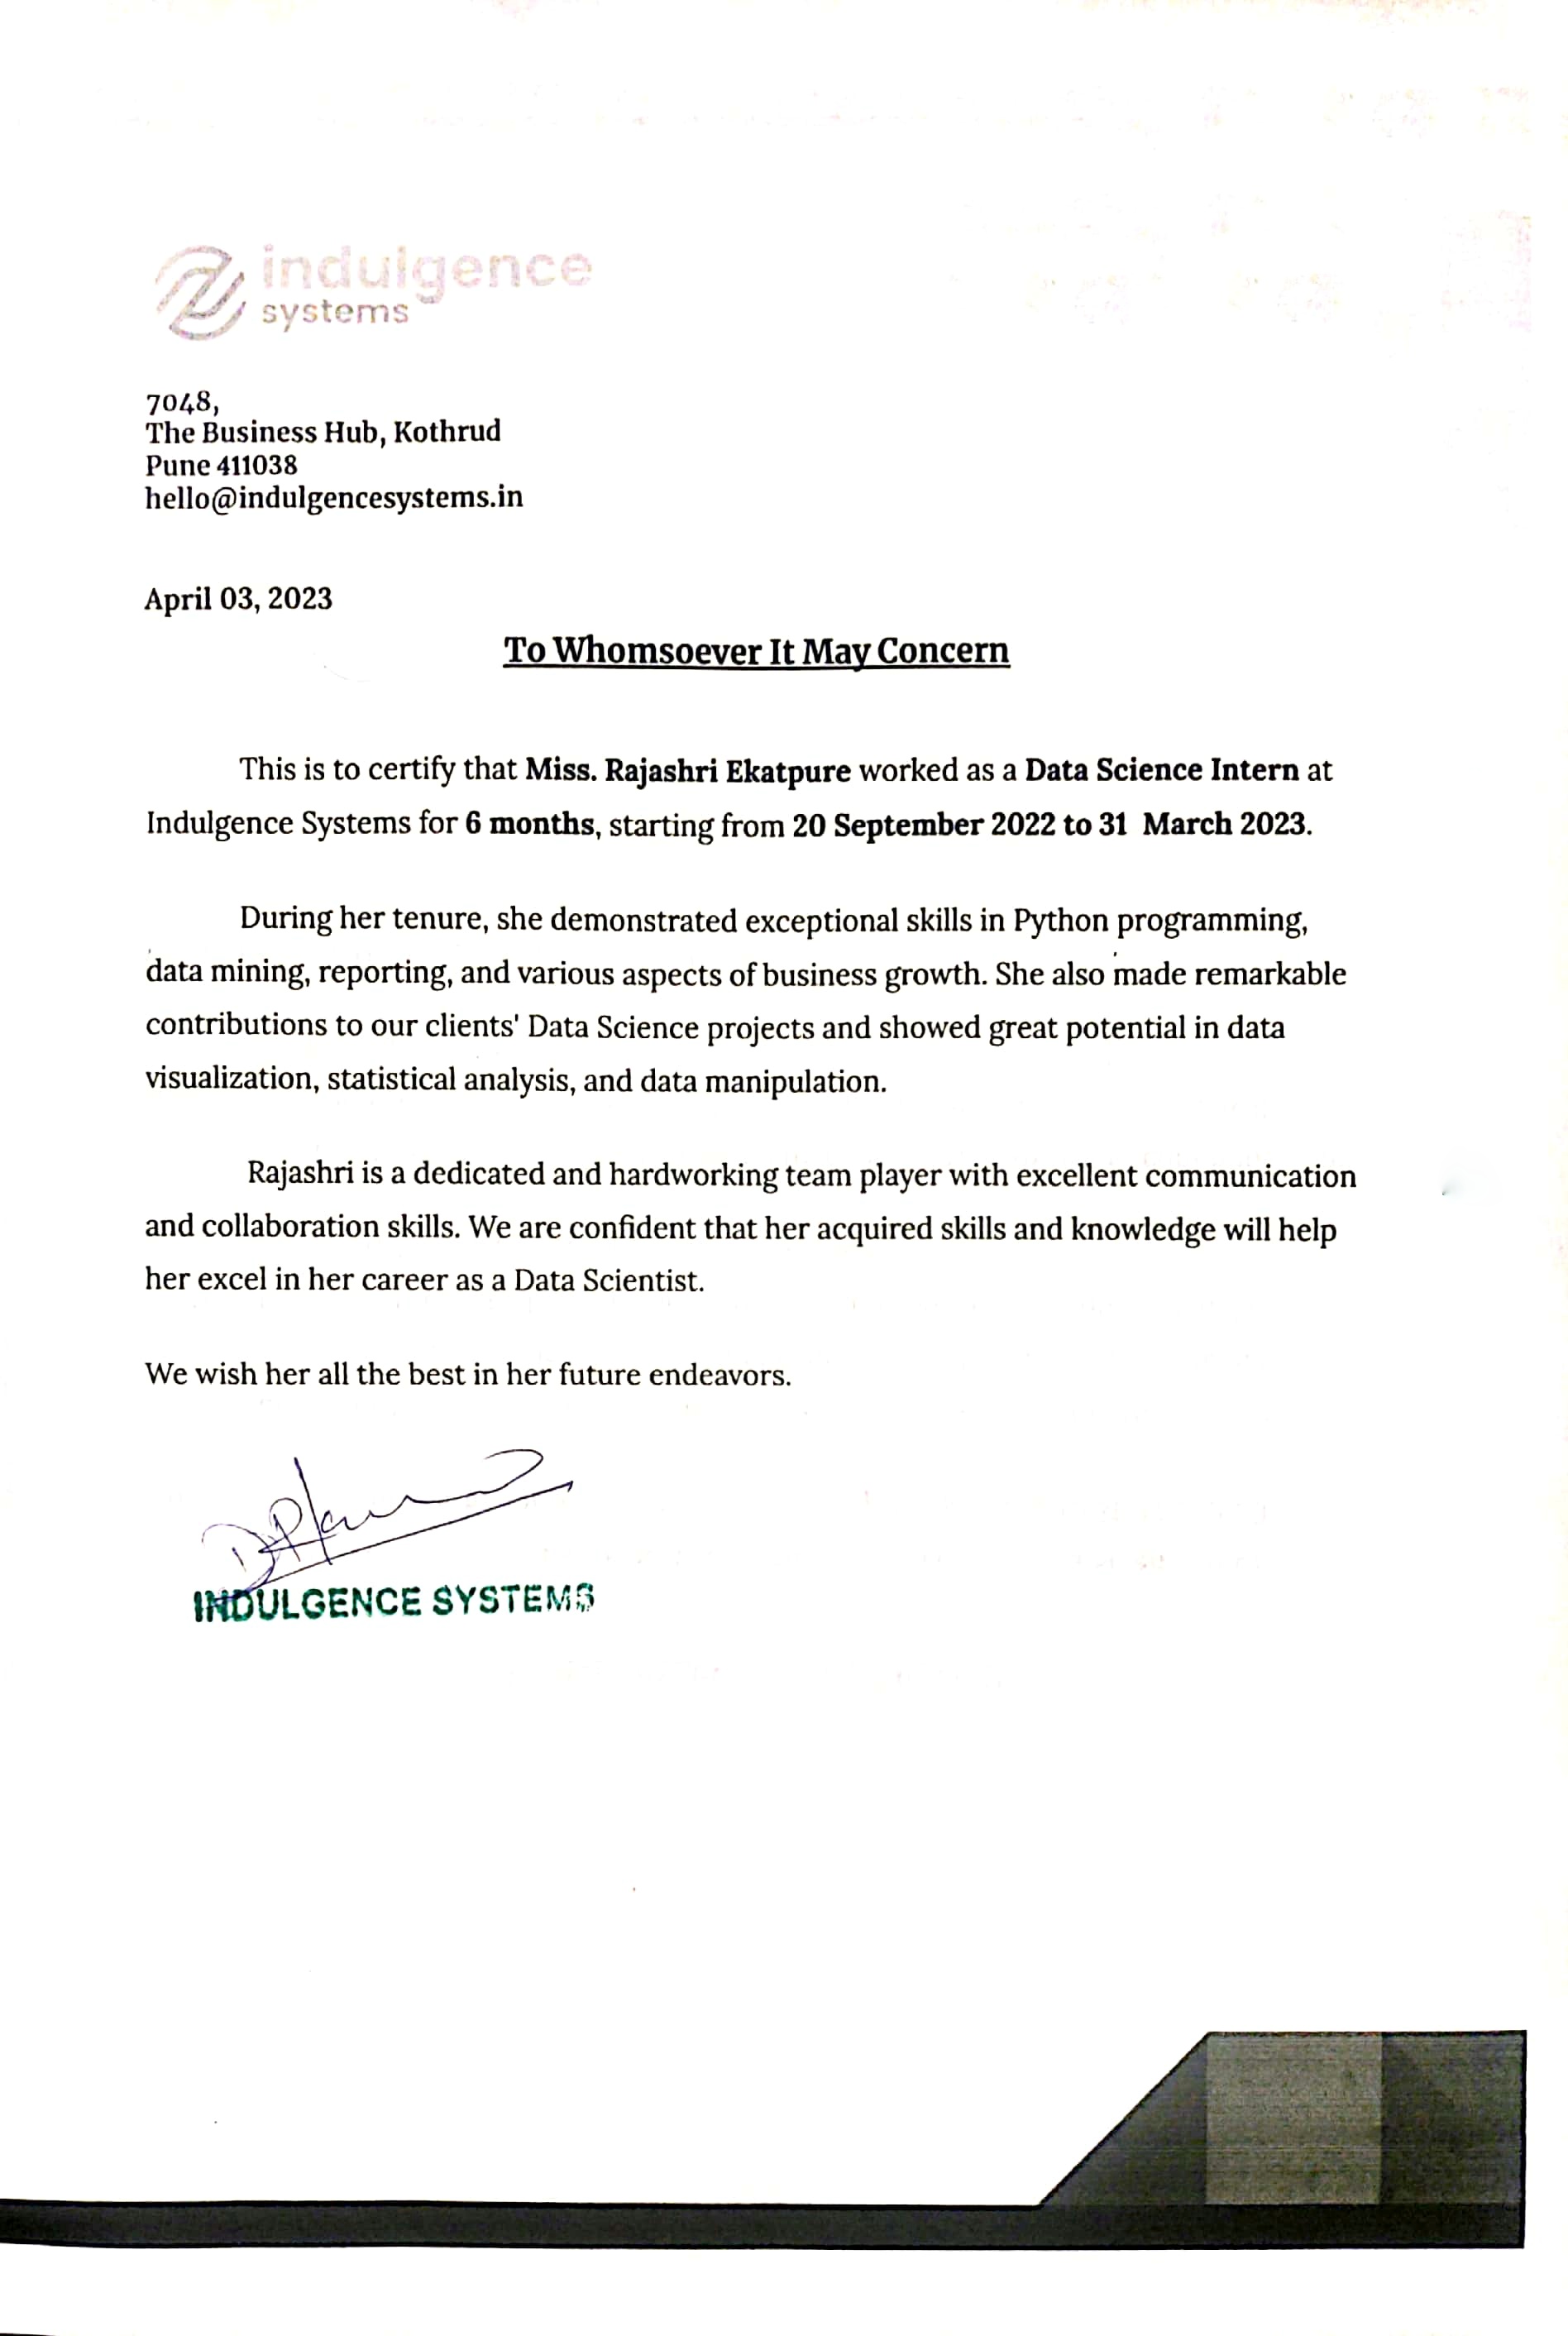 indulgence
systems
7048,
The Business Hub, Kothrud
Pune 411038
hello@indulgencesystems.in
April 03, 2023
To Whomsoever It May Concern
This is to certify that Miss. Rajashri Ekatpure worked as a Data Science Intern at
Indulgence Systems for 6 months, starting from 20 September 2022 to 31 March 2023.
During her tenure, she demonstrated exceptional skills in Python programming,
data mining, reporting, and various aspects of business growth. She also made remarkable
contributions to our clients' Data Science projects and showed great potential in data
visualization, statistical analysis, and data manipulation.
Rajashri is a dedicated and hardworking team player with excellent communication
and collaboration skills. We are confident that her acquired skills and knowledge will help
her excel in her career as a Data Scientist.
We wish her all the best in her future endeavors.
INDULGENCE SYSTEMS